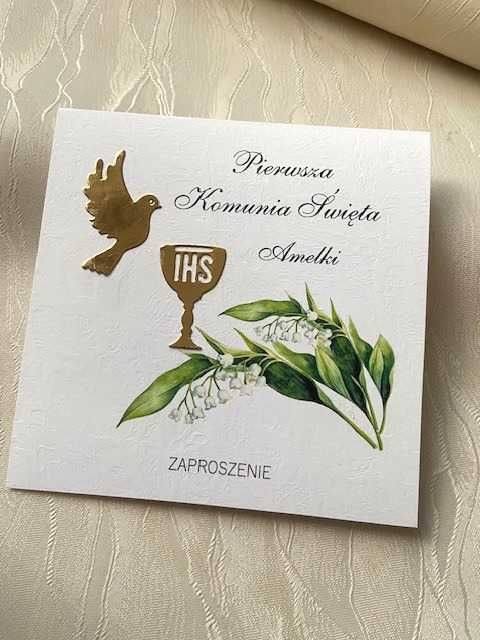 Pierwsza
Komunia Święta
Amelki
IHS
ZAPROSZENIE